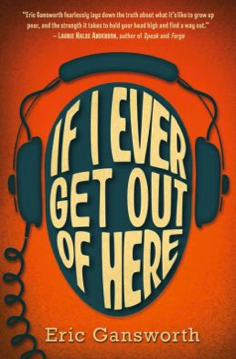 "Eric Gansworth fearlessly lays down the truth about what it's like to grow up
poor, and the strength it takes to hold your head high and find a way out."
— Laurie Halse Anderson, author of Speak and Forge
IF I EVER
GET OUT
OF HERE
Eric Gansworth